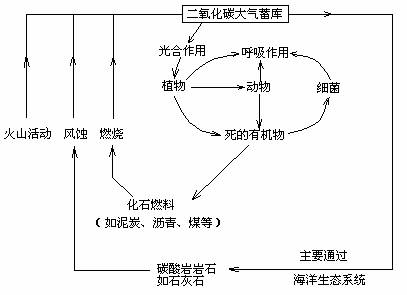 二氧化碳大气蓄库
光合作用
呼吸作用
植物
动物
细菌
火山活动
风蚀
燃烧
死的有机物
化石燃料
（如泥炭、沥青、煤等）
主要通过
海洋生态系统
碳酸岩岩石
如石灰石